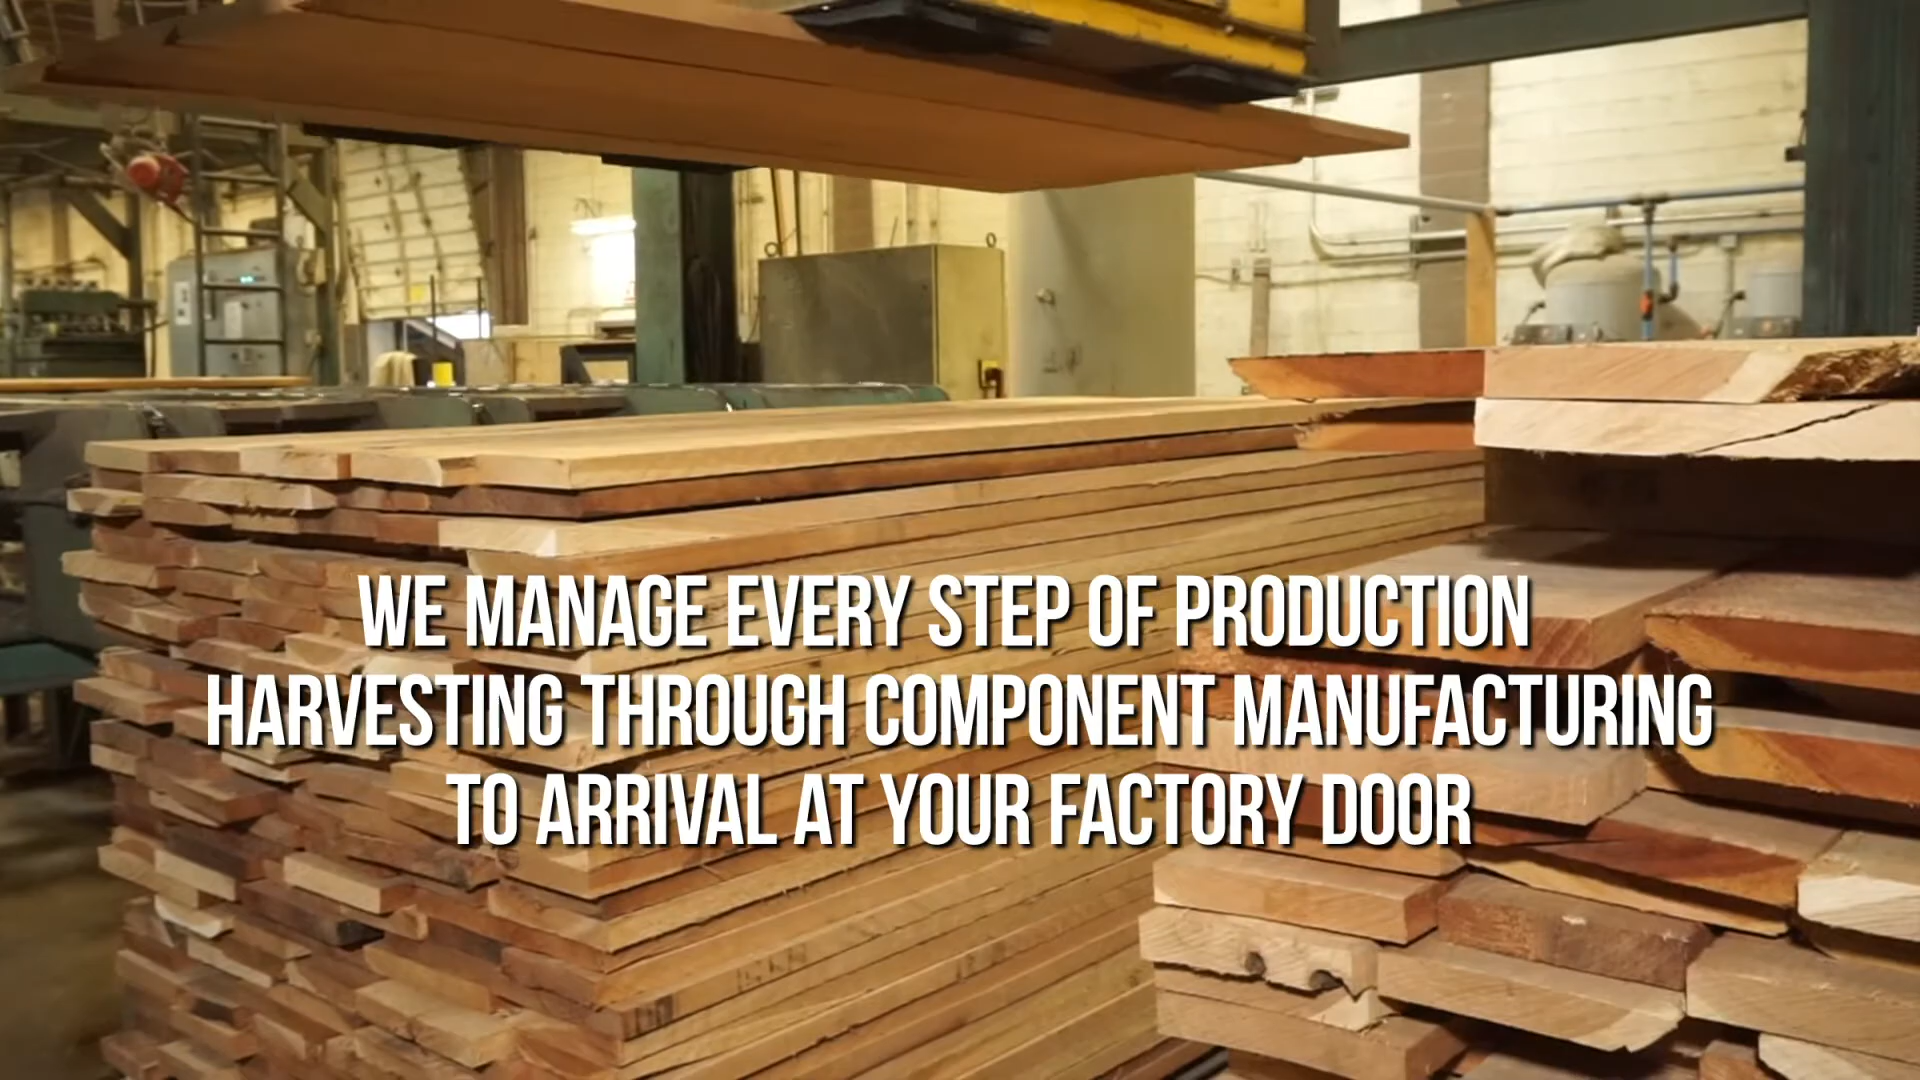 WE MANAGE EVERY STEP OF PRODUCTION
HARVESTING THROUGH COMPONENT MANUFACTURING
TO ARRIVAL AT YOUR FACTORY DOOR